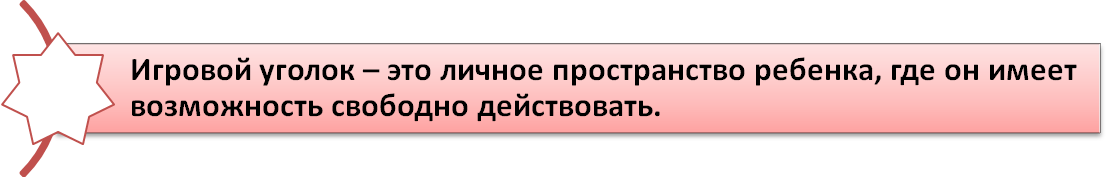 Игровой уголок – это личное пространство ребенка, где он имеет
возможность свободно действовать.